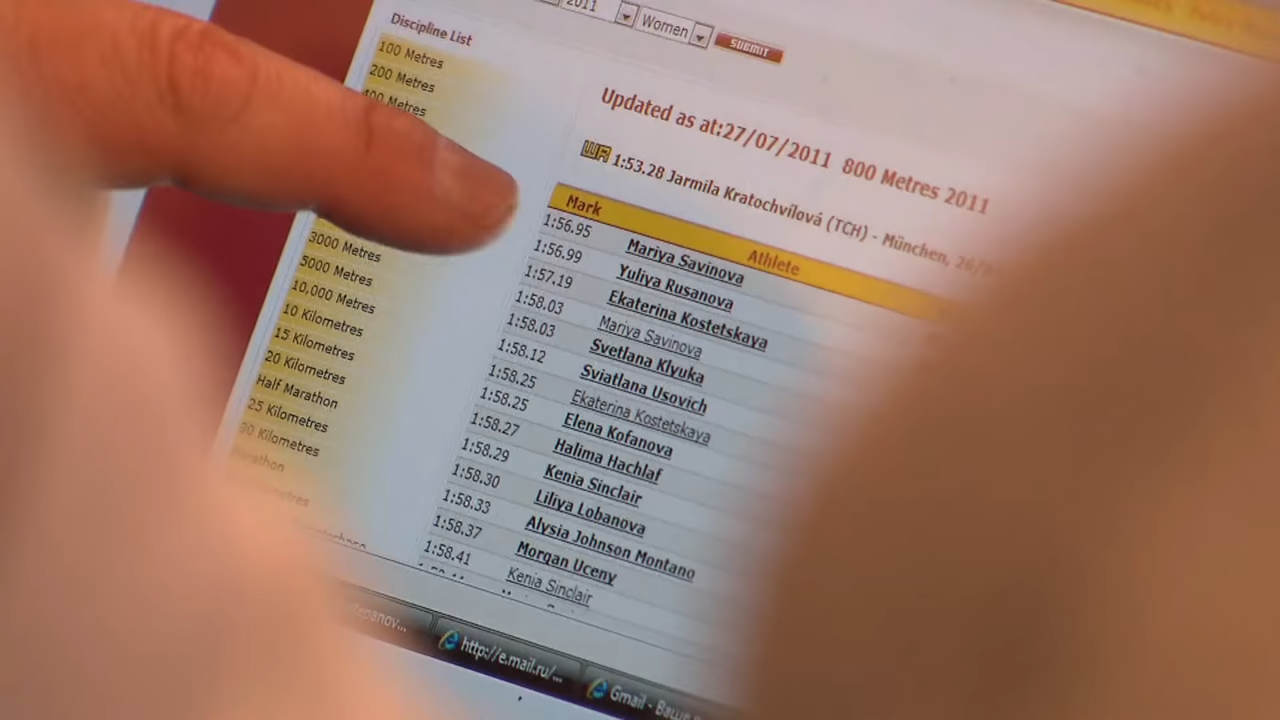 2011 Women SUBMIT
Discipline List
100 Metres
200 Metres
400 Metres
3000 Metres
5000 Metres
10,000 Metres
10 Kilometres
15 Kilometres
20 Kilometres
Half Marathon
25 Kilometres
30 Kilometres
Updated as at:27/07/2011 800 Metres 2011
WR 1:53.28 Jarmila Kratochvílová (TCH) - München, 26/
Mark Athlete
1:56.95 Mariya Savinova
1:56.99 Yuliya Rusanova
1:57.19 Ekaterina Kostetskaya
1:58.03 Mariya Savinova
1:58.03 Svetlana Klyuka
1:58.12 Sviatlana Usovich
1:58.25 Ekaterina Kostetskaya
1:58.25 Elena Kofanova
1:58.27 Halima Hachlaf
1:58.29 Kenia Sinclair
1:58.30 Liliya Lobanova
1:58.33 Alysia Johnson Montano
1:58.37 Morgan Uceny
1:58.41 Kenia Sinclair
tepanov...
http://e.mail.ru/...
Gmail - Ваше